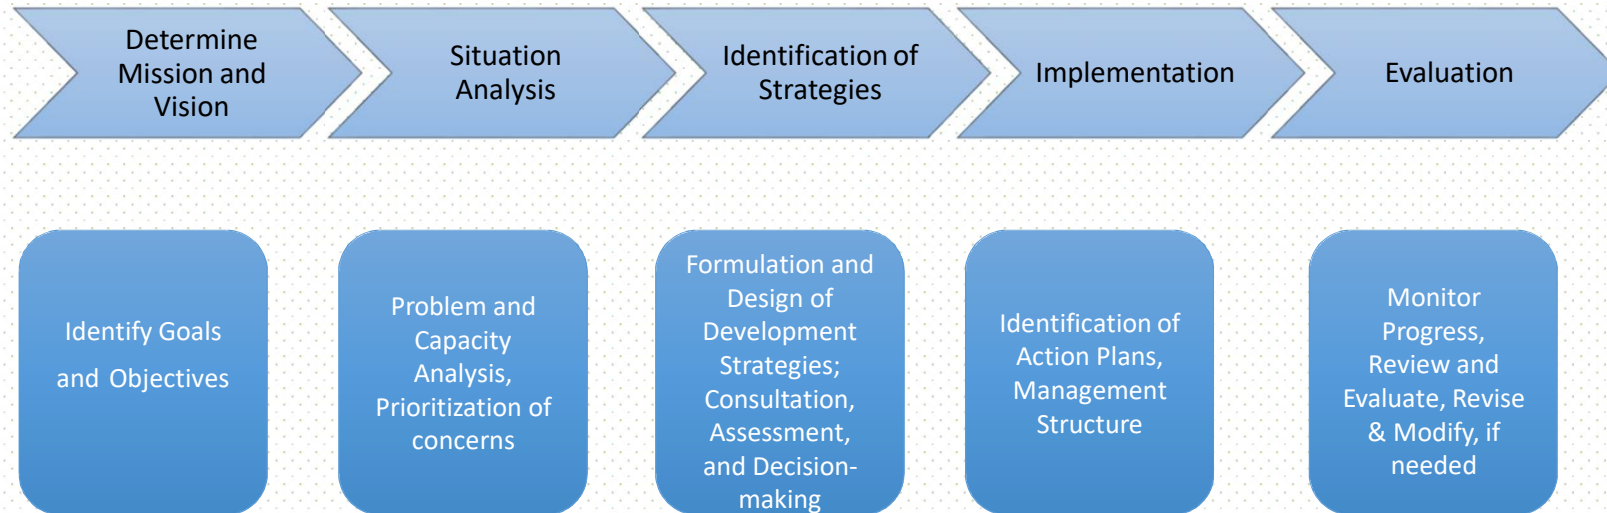 Determine
Mission and
Vision
Situation
Analysis
Identification of
Strategies
Implementation
Evaluation
Identify Goals
and Objectives
Problem and
Capacity
Analysis,
Prioritization of
concerns
Formulation and
Design of
Development
Strategies;
Consultation,
Assessment,
and Decision-
making
Identification of
Action Plans,
Management
Structure
Monitor
Progress,
Review and
Evaluate, Revise
& Modify, if
needed